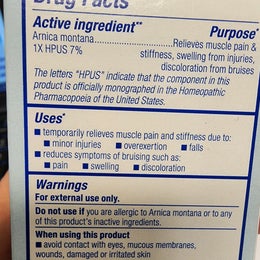 Drug Facts
Active ingredient** Purpose*
Arnica montana..........................Relieves muscle pain &
1X HPUS 7% stiffness, swelling from injuries,
discoloration from bruises
The letters "HPUS" indicate that the component in this
product is officially monographed in the Homeopathic
Pharmacopoeia of the United States.
Uses*
■ temporarily relieves muscle pain and stiffness due to:
■ minor injuries ■ overexertion ■ falls
■ reduces symptoms of bruising such as:
■ pain ■ swelling ■ discoloration
Warnings
For external use only.
Do not use if you are allergic to Arnica montana or to any
of this product's inactive ingredients.
When using this product
■ avoid contact with eyes, mucous membranes,
wounds, damaged or irritated skin